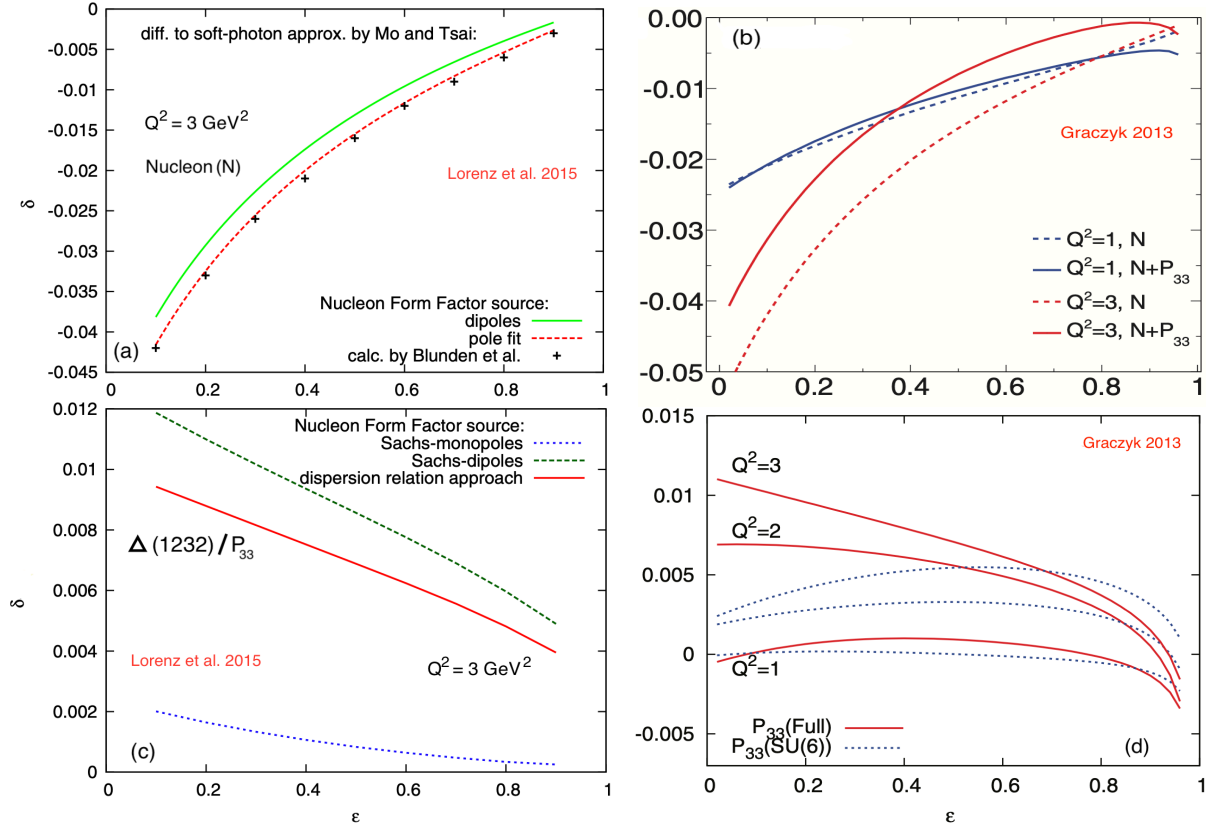 0
-0.005
-0.01
-0.015
-0.02
-0.025
-0.03
-0.035
-0.04
-0.045
δ
diff. to soft-photon approx. by Mo and Tsai:
Q² = 3 GeV²
Nucleon (N)
Lorenz et al. 2015
Nucleon Form Factor source:
dipoles
pole fit
calc. by Blunden et al.
(a)
0 0.2 0.4 0.6 0.8 1
0.00
-0.01
-0.02
-0.03
-0.04
-0.05
(b)
Graczyk 2013
Q²=1, N
Q²=1, N+P₃₃
Q²=3, N
Q²=3, N+P₃₃
0 0.2 0.4 0.6 0.8 1
0.012
0.01
0.008
0.006
0.004
0.002
0
δ
Nucleon Form Factor source:
Sachs-monopoles
Sachs-dipoles
dispersion relation approach
Δ (1232) / P₃₃
Lorenz et al. 2015
Q² = 3 GeV²
(c)
0 0.2 0.4 0.6 0.8 1
ε
0.015
0.01
0.005
0
-0.005
Graczyk 2013
Q²=3
Q²=2
Q²=1
P₃₃(Full)
P₃₃(SU(6))
(d)
0 0.2 0.4 0.6 0.8 1
ε